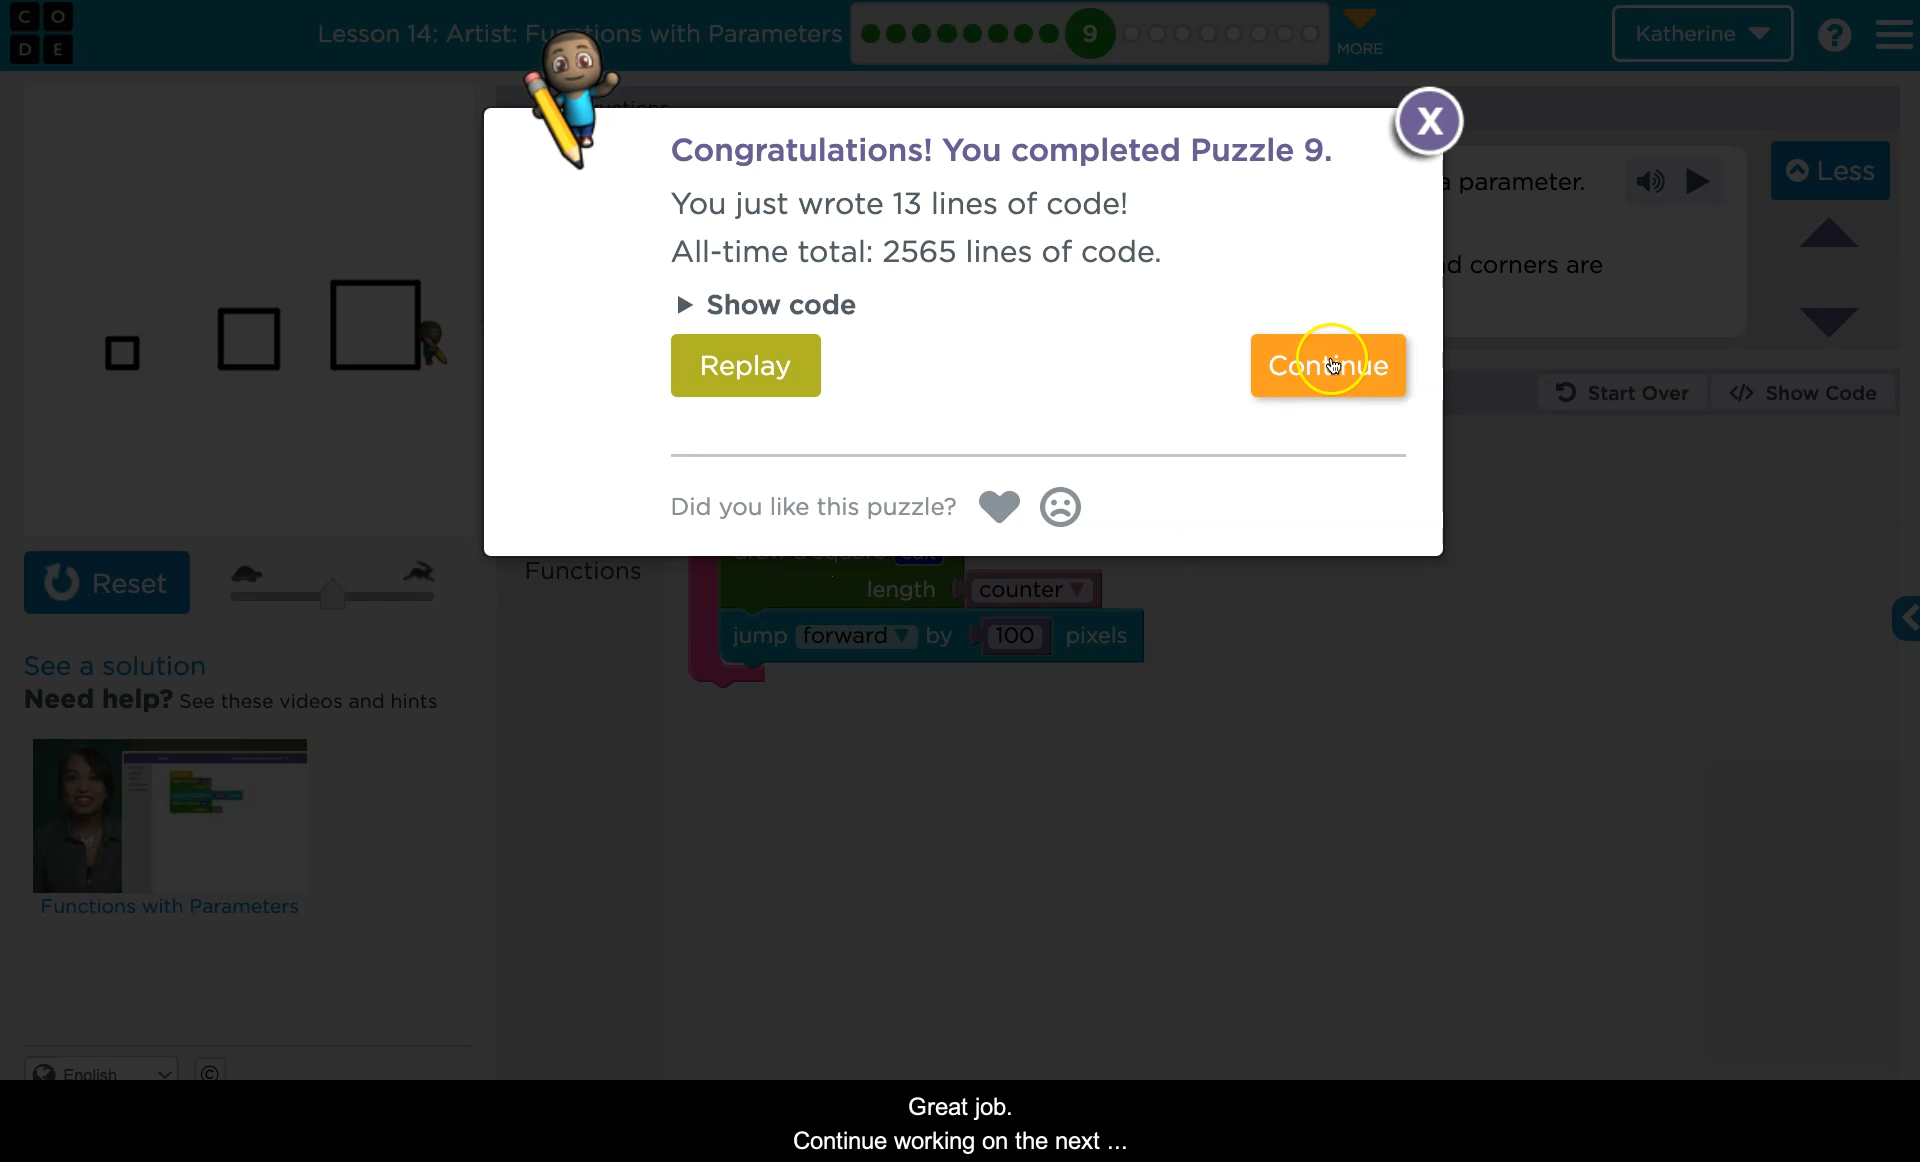 C O
D E
Lesson 14: Artist: Functions with Parameters
9
MORE
Katherine
?
X
Congratulations! You completed Puzzle 9.
You just wrote 13 lines of code!
All-time total: 2565 lines of code.
Show code
Replay
Continue
Did you like this puzzle?
a parameter.
d corners are
Less
Start Over
</> Show Code
Functions
length counter
jump forward by 100 pixels
Reset
See a solution
Need help? See these videos and hints
Functions with Parameters
English
©
Great job.
Continue working on the next ...